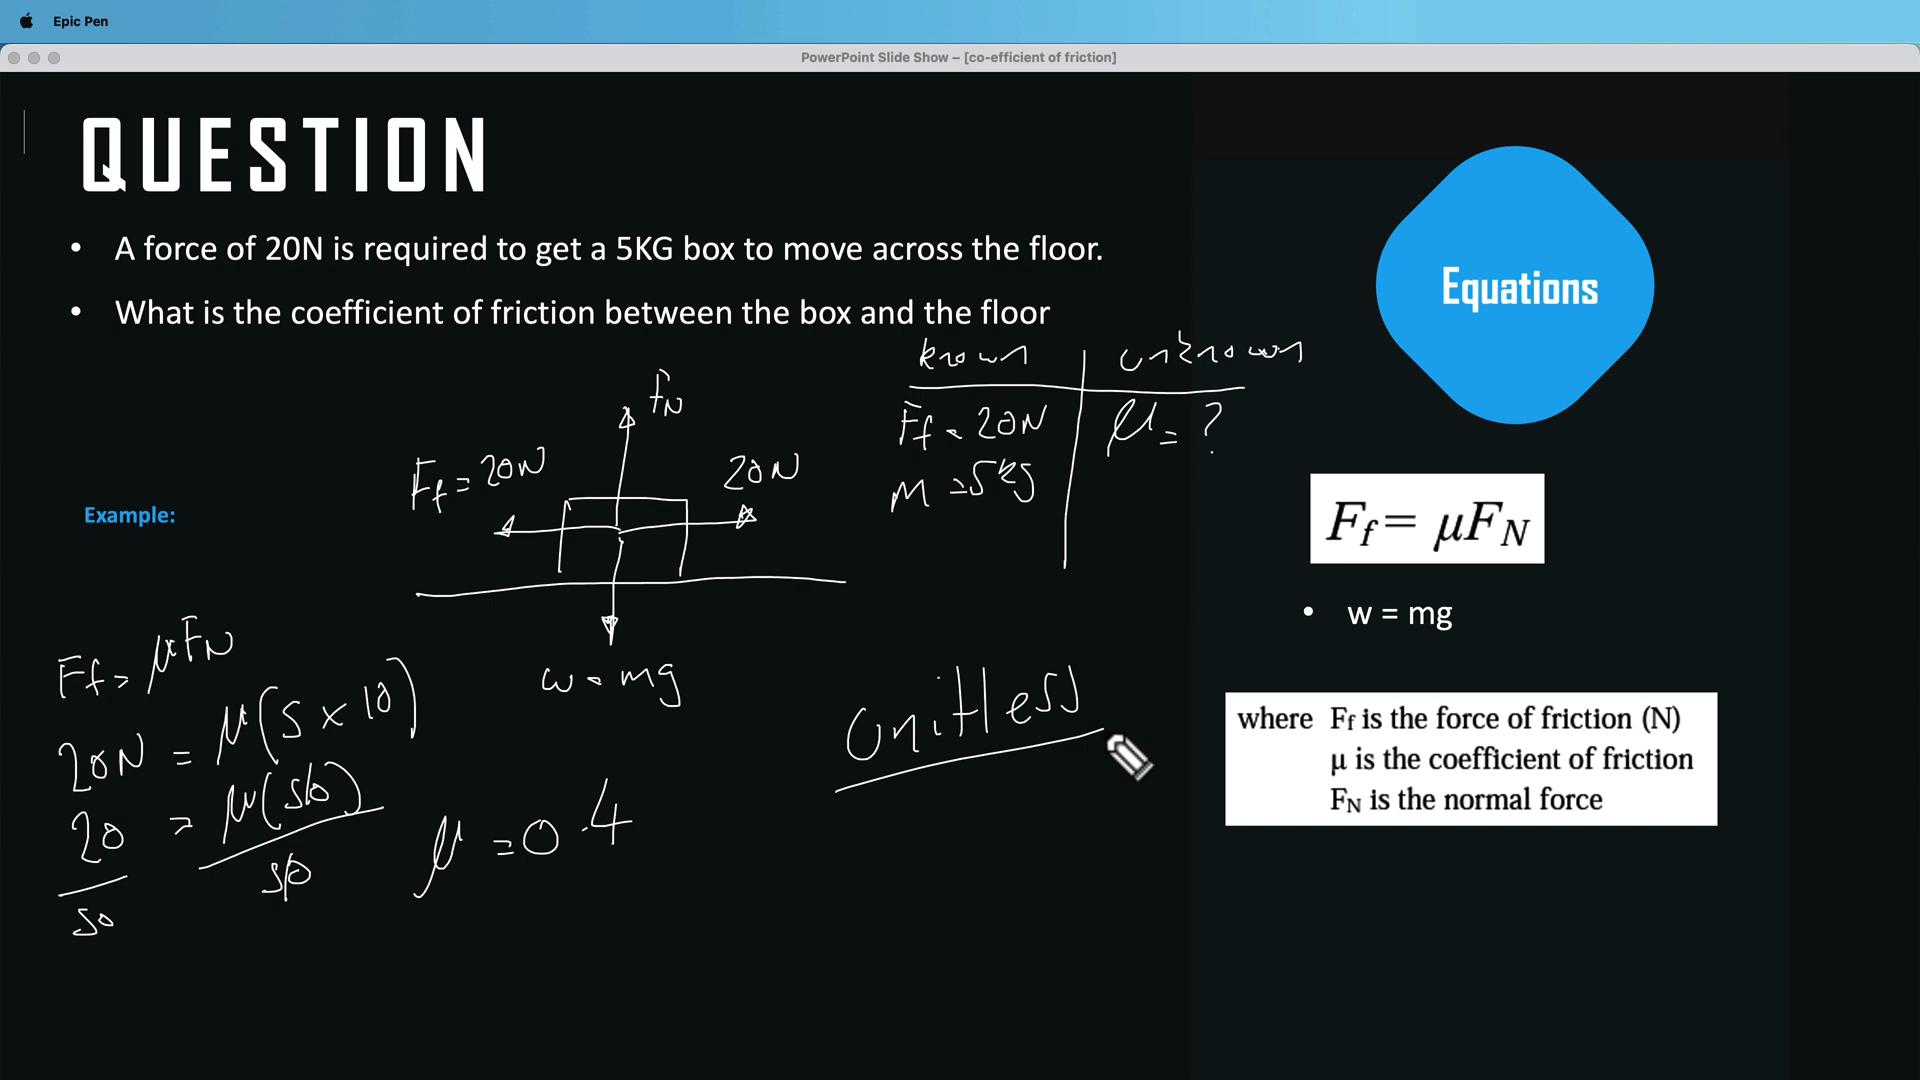 Epic Pen
PowerPoint Slide Show – [co-efficient of friction]
QUESTION
• A force of 20N is required to get a 5KG box to move across the floor.
• What is the coefficient of friction between the box and the floor
known | unknown
Ff = 20N | μ = ?
m = 5kg
FN
Ff = 20N
20N
w = mg
Example:
Ff = μFN
20N = μ(5 x 10)
20 = μ(50)
50 50
μ = 0.4
Unitless
Equations
Ff = μFN
• w = mg
where Ff is the force of friction (N)
μ is the coefficient of friction
FN is the normal force